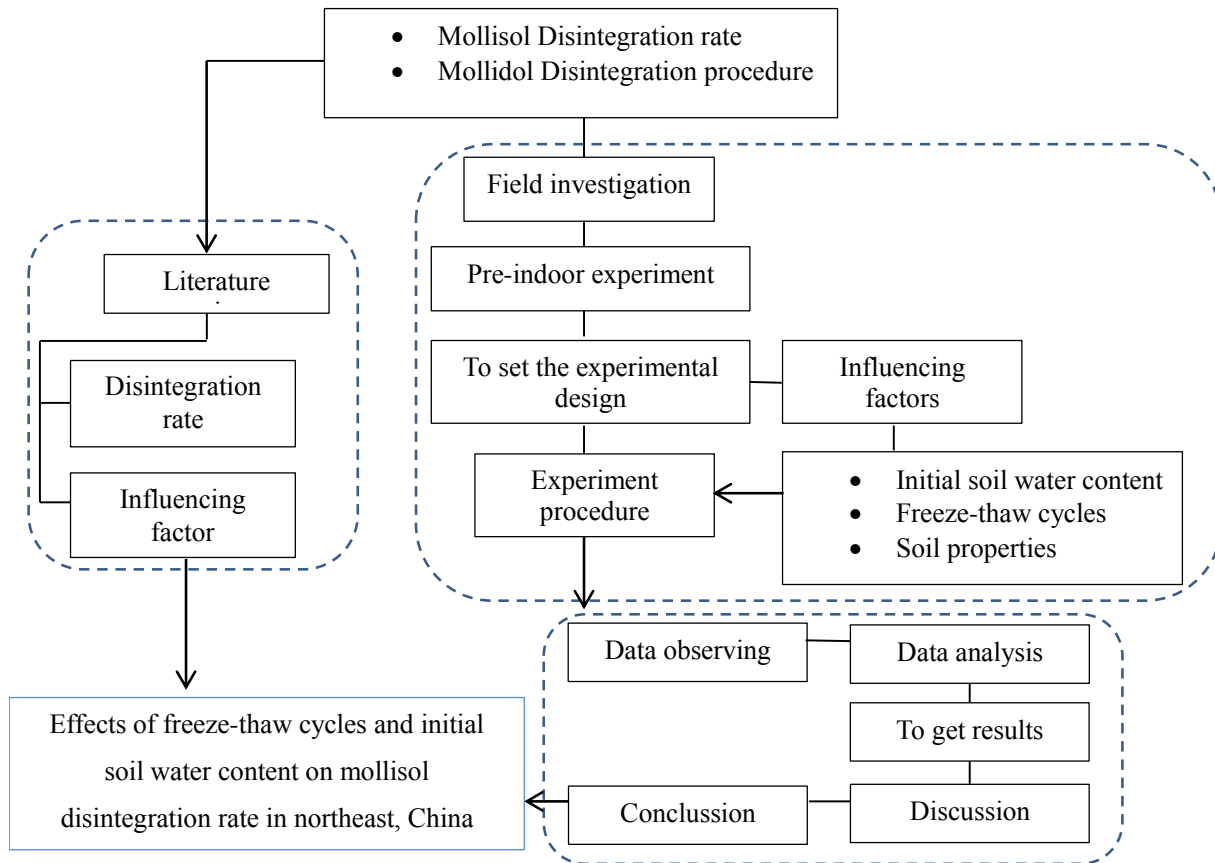 • Mollisol Disintegration rate
• Mollidol Disintegration procedure
Field investigation
Literature
Pre-indoor experiment
To set the experimental
design
Influencing
factors
Disintegration
rate
Influencing
factor
Experiment
procedure
• Initial soil water content
• Freeze-thaw cycles
• Soil properties
Data observing
Data analysis
To get results
Discussion
Conclussion
Effects of freeze-thaw cycles and initial
soil water content on mollisol
disintegration rate in northeast, China